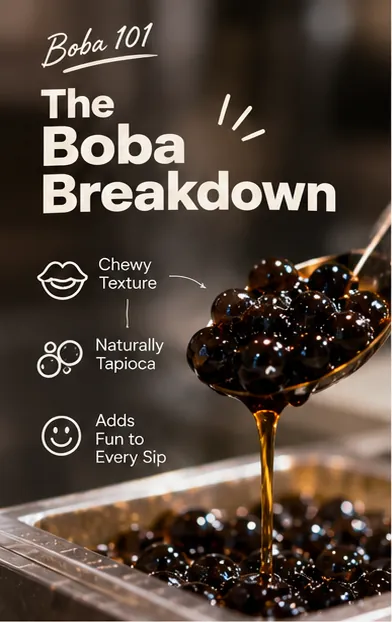 Boba 101
The
Boba
Breakdown
Chewy
Texture
Naturally
Tapioca
Adds
Fun to
Every Sip